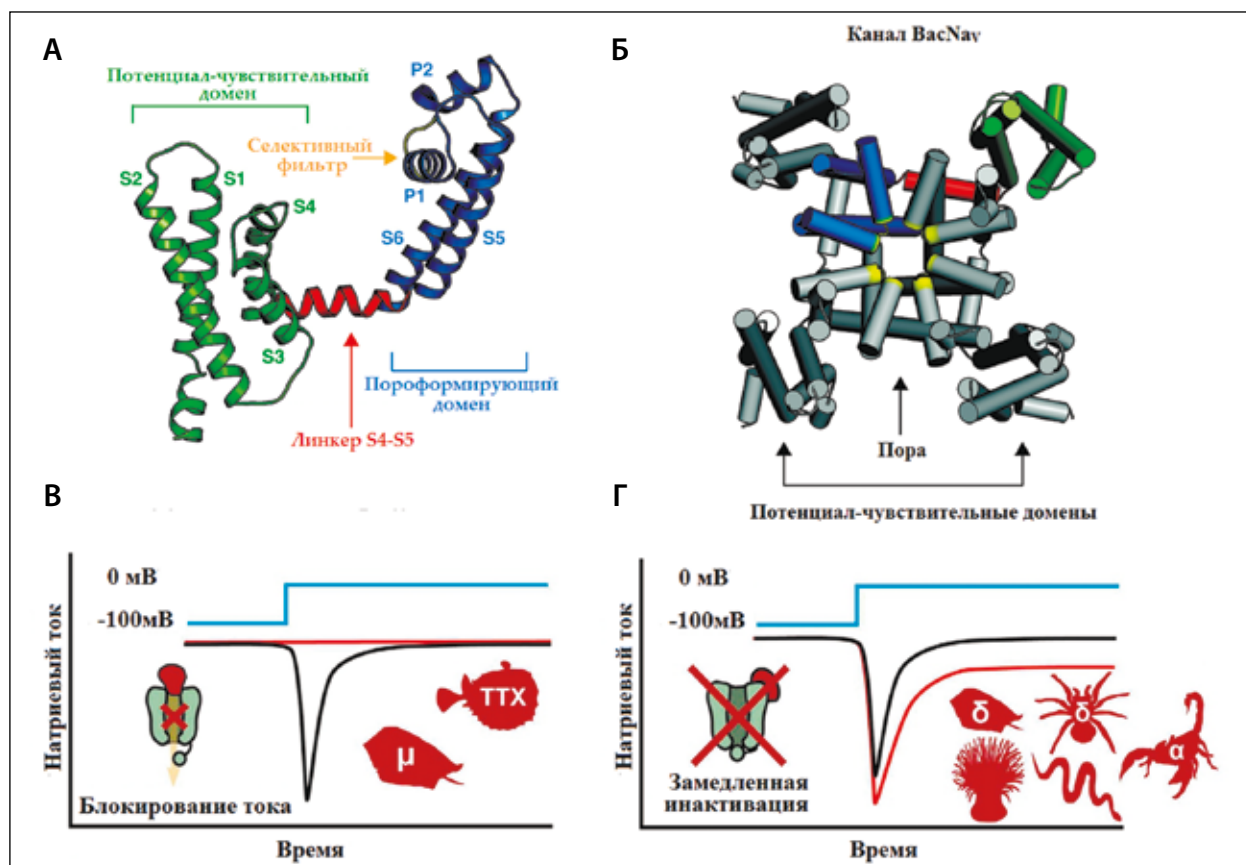 А
Потенциал-чувствительный
домен
P2
Селективный
фильтр
S2
S1
S4
P1
S6
S5
S3
Пороформирующий
домен
Линкер S4-S5
Б
Канал BacNaV
Пора
Потенциал-чувствительные домены
В
Натриевый ток
0 мВ
-100мВ
TTX
μ
Блокирование тока
Время
Г
Натриевый ток
0 мВ
-100мВ
δ
δ
α
Замедленная
инактивация
Время